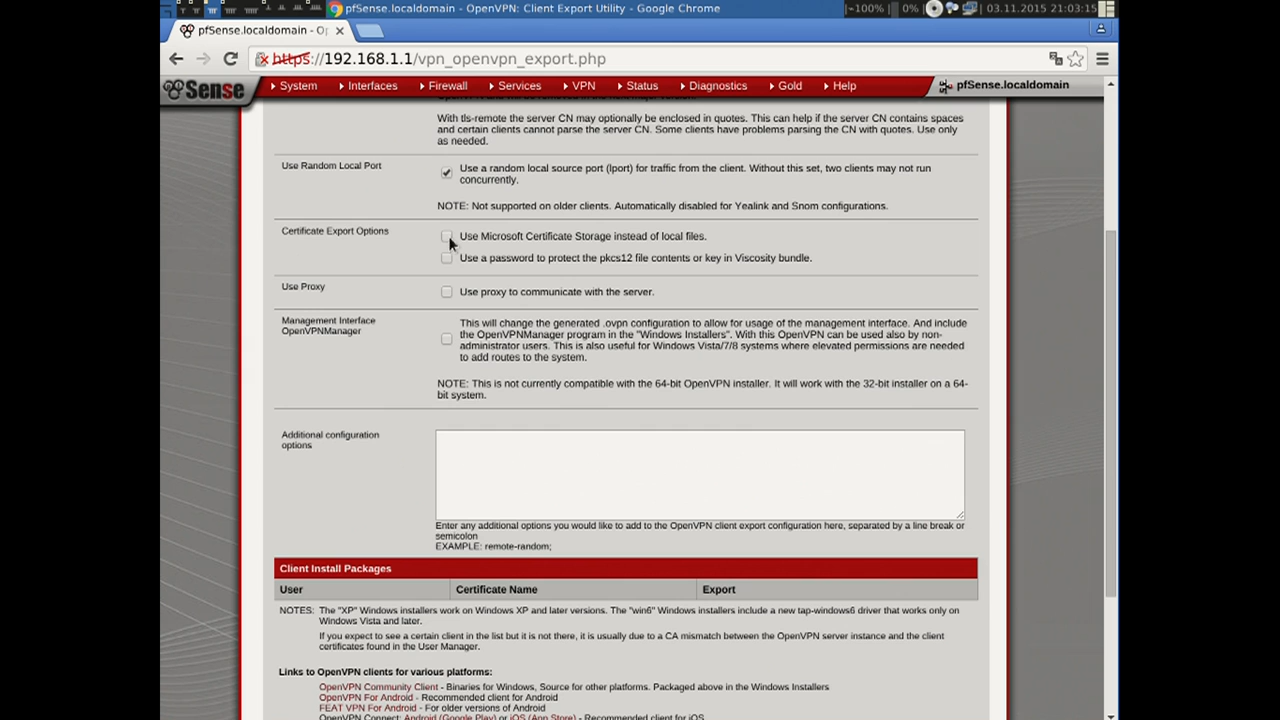 pfSense.localdomain - OpenVPN: Client Export Utility - Google Chrome
~100% 0% 03.11.2015 21:03:15
pfSense.localdomain - Op
https://192.168.1.1/vpn_openvpn_export.php
Sense System Interfaces Firewall Services VPN Status Diagnostics Gold Help pfSense.localdomain
With tls-remote the server CN may optionally be enclosed in quotes. This can help if the server CN contains spaces
and certain clients cannot parse the server CN. Some clients have problems parsing the CN with quotes. Use only
as needed.
Use Random Local Port
Use a random local source port (lport) for traffic from the client. Without this set, two clients may not run
concurrently.
NOTE: Not supported on older clients. Automatically disabled for Yealink and Snom configurations.
Certificate Export Options
Use Microsoft Certificate Storage instead of local files.
Use a password to protect the pkcs12 file contents or key in Viscosity bundle.
Use Proxy
Use proxy to communicate with the server.
Management Interface
OpenVPNManager
This will change the generated .ovpn configuration to allow for usage of the management interface. And include
the OpenVPNManager program in the "Windows Installers". With this OpenVPN can be used also by non-
administrator users. This is also useful for Windows Vista/7/8 systems where elevated permissions are needed
to add routes to the system.
NOTE: This is not currently compatible with the 64-bit OpenVPN installer. It will work with the 32-bit installer on a 64-
bit system.
Additional configuration
options
Enter any additional options you would like to add to the OpenVPN client export configuration here, separated by a line break or
semicolon
EXAMPLE: remote-random;
Client Install Packages
User Certificate Name Export
NOTES: The "XP" Windows installers work on Windows XP and later versions. The "win6" Windows installers include a new tap-windows6 driver that works only on
Windows Vista and later.
If you expect to see a certain client in the list but it is not there, it is usually due to a CA mismatch between the OpenVPN server instance and the client
certificates found in the User Manager.
Links to OpenVPN clients for various platforms:
OpenVPN Community Client - Binaries for Windows, Source for other platforms. Packaged above in the Windows Installers
OpenVPN For Android - Recommended client for Android
FEAT VPN For Android - For older versions of Android
OpenVPN Connect: Android (Google Play) or iOS (App Store) - Recommended client for iOS